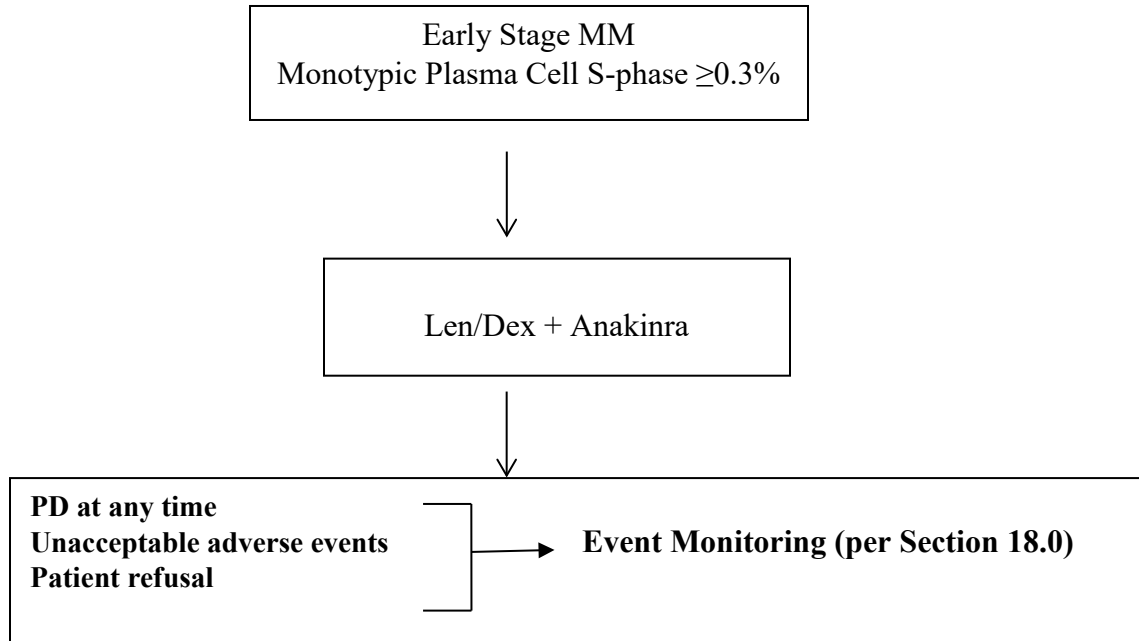 Early Stage MM
Monotypic Plasma Cell S-phase ≥0.3%
Len/Dex + Anakinra
PD at any time
Unacceptable adverse events
Patient refusal
Event Monitoring (per Section 18.0)